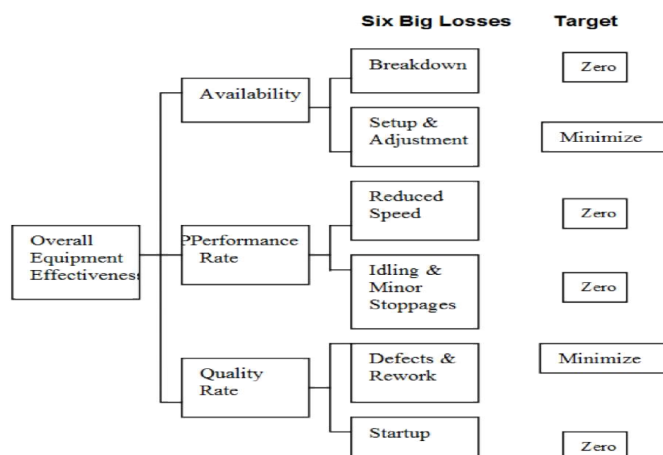 Six Big Losses Target
Breakdown Zero
Availability
Setup &
Adjustment Minimize
Reduced
Speed Zero
Overall
Equipment
Effectiveness
PPerformance
Rate
Idling &
Minor
Stoppages Zero
Defects &
Rework Minimize
Quality
Rate
Startup Zero